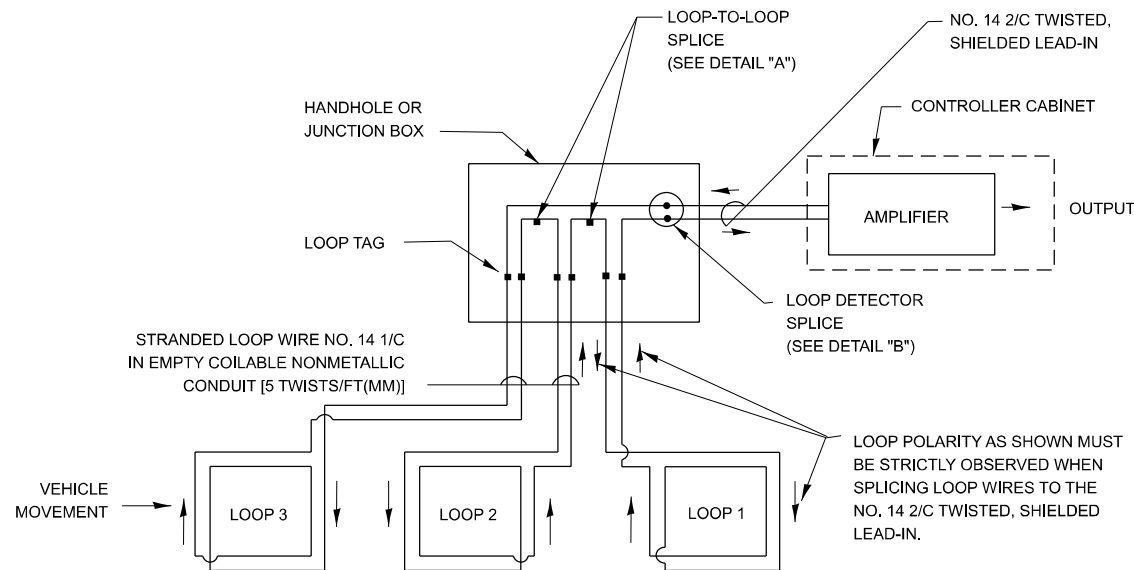 LOOP-TO-LOOP
SPLICE
(SEE DETAIL "A")
NO. 14 2/C TWISTED,
SHIELDED LEAD-IN
HANDHOLE OR
JUNCTION BOX
CONTROLLER CABINET
AMPLIFIER
OUTPUT
LOOP TAG
LOOP DETECTOR
SPLICE
(SEE DETAIL "B")
STRANDED LOOP WIRE NO. 14 1/C
IN EMPTY COILABLE NONMETALLIC
CONDUIT [5 TWISTS/FT(MM)]
LOOP POLARITY AS SHOWN MUST
BE STRICTLY OBSERVED WHEN
SPLICING LOOP WIRES TO THE
NO. 14 2/C TWISTED, SHIELDED
LEAD-IN.
VEHICLE
MOVEMENT
LOOP 3
LOOP 2
LOOP 1